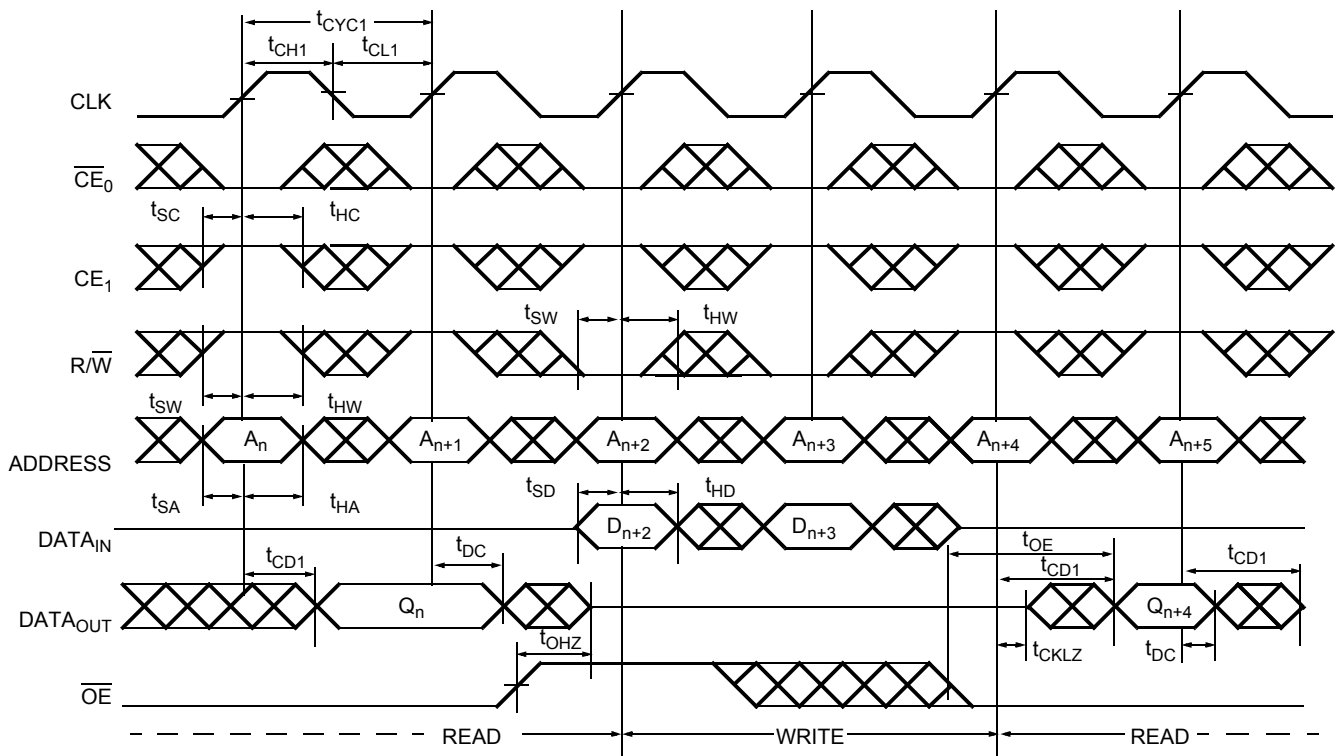 tCYC1
tCH1 tCL1
CLK
CE0
tSC tHC
CE1
tSW tHW
R/W
tSW tHW
ADDRESS An An+1 An+2 An+3 An+4 An+5
tSA tHA tSD tHD
DATAIN Dn+2 Dn+3
tOE
tCD1 tDC tCD1 tCD1
DATAOUT Qn Qn+4
tOHZ tCKLZ tDC
OE
READ WRITE READ